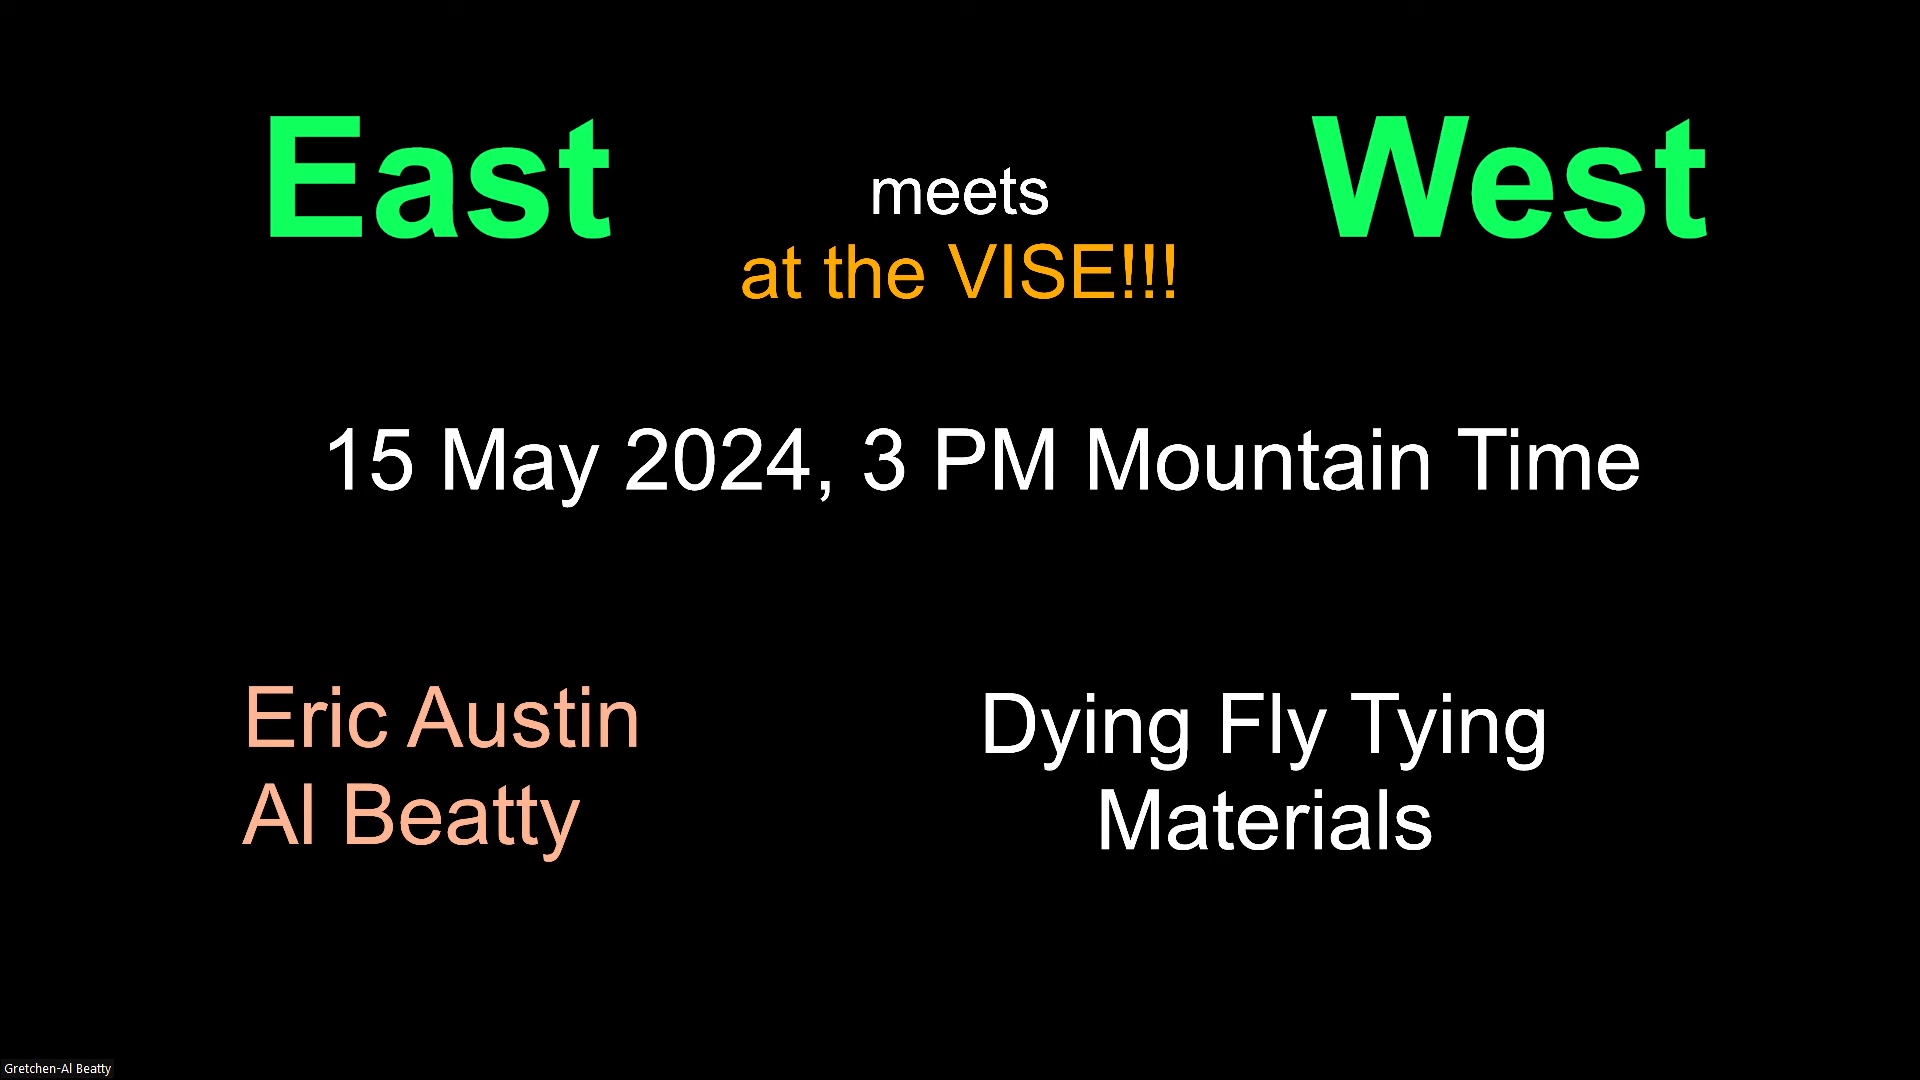 East meets West
at the VISE!!!
15 May 2024, 3 PM Mountain Time
Eric Austin
Al Beatty
Dying Fly Tying
Materials
Gretchen-Al Beatty